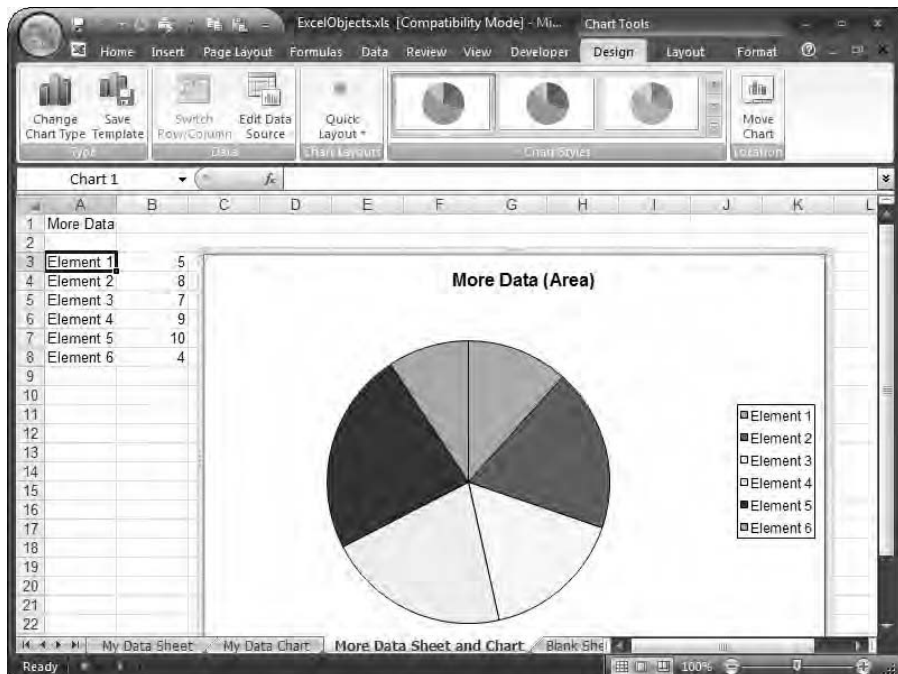 ExcelObjects.xls [Compatibility Mode] - Mi... Chart Tools
Home Insert Page Layout Formulas Data Review View Developer Design Layout Format
Change Chart Type
Save Template
Switch Row/Column
Edit Data Source
Quick Layout
Move Chart
Type Data Chart Layouts Chart Styles Location
Chart 1 fx
A B C D E F G H I J K L
1 More Data
2
3 Element 1 5
4 Element 2 8
5 Element 3 7
6 Element 4 9
7 Element 5 10
8 Element 6 4
9
10
11
12
13
14
15
16
17
18
19
20
21
22
More Data (Area)
Element 1
Element 2
Element 3
Element 4
Element 5
Element 6
My Data Sheet My Data Chart More Data Sheet and Chart Blank She
Ready 100%